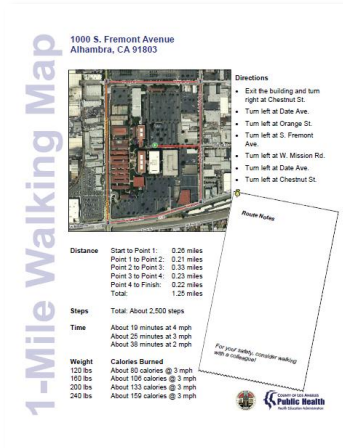 1-Mile Walking Map
1000 S. Fremont Avenue
Alhambra, CA 91803
Directions
• Exit the building and turn
right at Chestnut St.
• Turn left at Date Ave.
• Turn left at Orange St.
• Turn left at S. Fremont
Ave.
• Turn left at W. Mission Rd.
• Turn left at Date Ave.
• Turn left at Chestnut St.
Route Notes
For your safety, consider walking
with a colleague!
Distance Start to Point 1: 0.26 miles
Point 1 to Point 2: 0.21 miles
Point 2 to Point 3: 0.33 miles
Point 3 to Point 4: 0.23 miles
Point 4 to Finish: 0.22 miles
Total: 1.25 miles
Steps Total: About 2,500 steps
Time About 19 minutes at 4 mph
About 25 minutes at 3 mph
About 38 minutes at 2 mph
Weight Calories Burned
120 lbs About 80 calories @ 3 mph
160 lbs About 106 calories @ 3 mph
200 lbs About 133 calories @ 3 mph
240 lbs About 159 calories @ 3 mph
COUNTY OF LOS ANGELES
Public Health
Health Education Administration